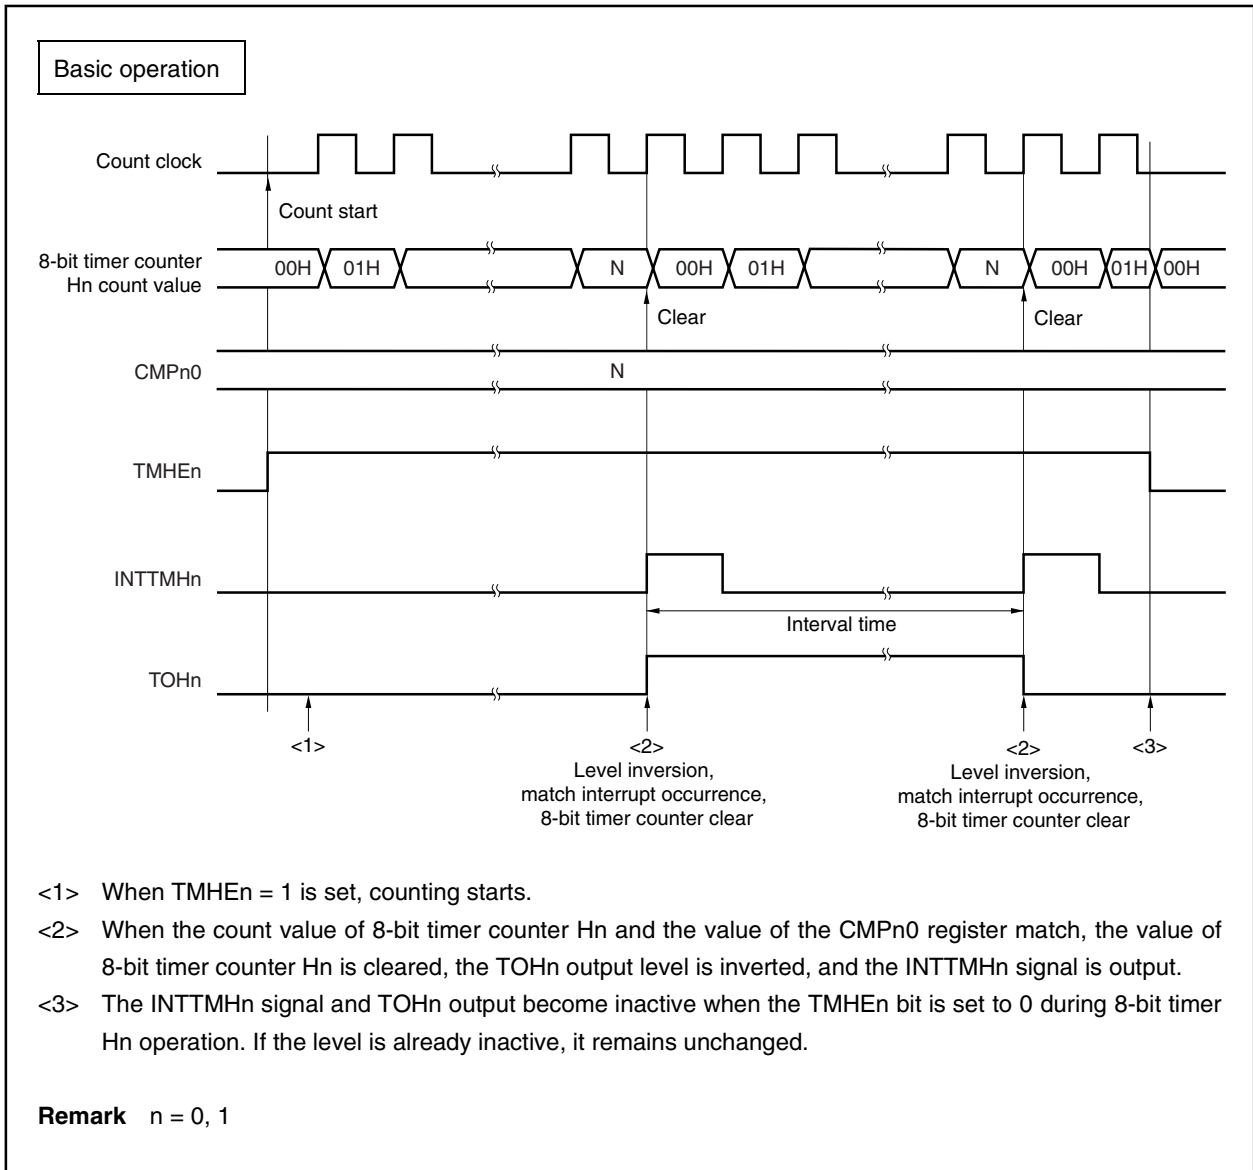 Basic operation
Count clock
Count start
8-bit timer counter
Hn count value
00H 01H N 00H 01H N 00H 01H 00H
Clear Clear
CMPn0 N
TMHEn
INTTMHn
Interval time
TOHn
<1> <2> <2> <3>
Level inversion,
match interrupt occurrence,
8-bit timer counter clear
Level inversion,
match interrupt occurrence,
8-bit timer counter clear
<1> When TMHEn = 1 is set, counting starts.
<2> When the count value of 8-bit timer counter Hn and the value of the CMPn0 register match, the value of
8-bit timer counter Hn is cleared, the TOHn output level is inverted, and the INTTMHn signal is output.
<3> The INTTMHn signal and TOHn output become inactive when the TMHEn bit is set to 0 during 8-bit timer
Hn operation. If the level is already inactive, it remains unchanged.
Remark n = 0, 1